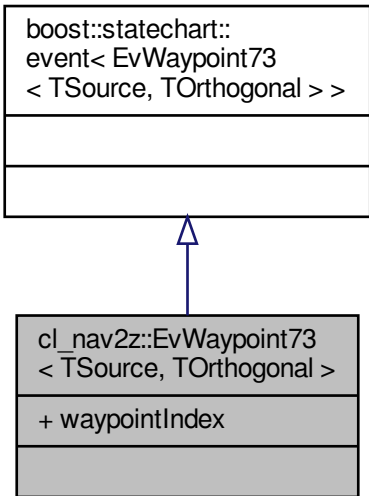 boost::statechart::
event< EvWaypoint73
< TSource, TOrthogonal > >
cl_nav2z::EvWaypoint73
< TSource, TOrthogonal >
+ waypointIndex